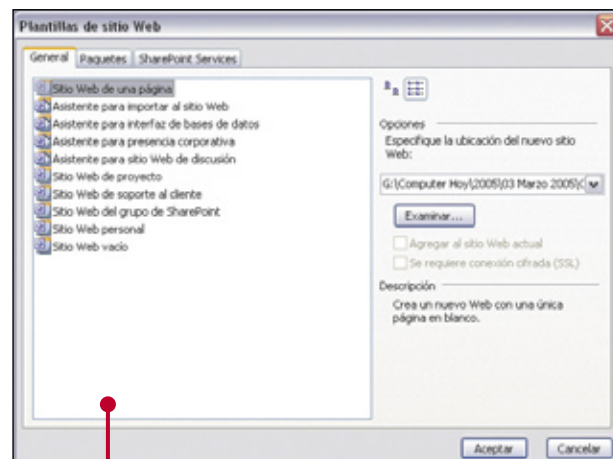 Plantillas de sitio Web
General Paquetes SharePoint Services
Sitio Web de una página
Asistente para importar al sitio Web
Asistente para interfaz de bases de datos
Asistente para presencia corporativa
Asistente para sitio Web de discusión
Sitio Web de proyecto
Sitio Web de soporte al cliente
Sitio Web del grupo de SharePoint
Sitio Web personal
Sitio Web vacío
Opciones
Especifique la ubicación del nuevo sitio
Web:
G:\Computer Hoy\2005\03 Marzo 2005\C
Examinar...
Agregar al sitio Web actual
Se requiere conexión cifrada (SSL)
Descripción
Crea un nuevo Web con una única
página en blanco.
Aceptar Cancelar